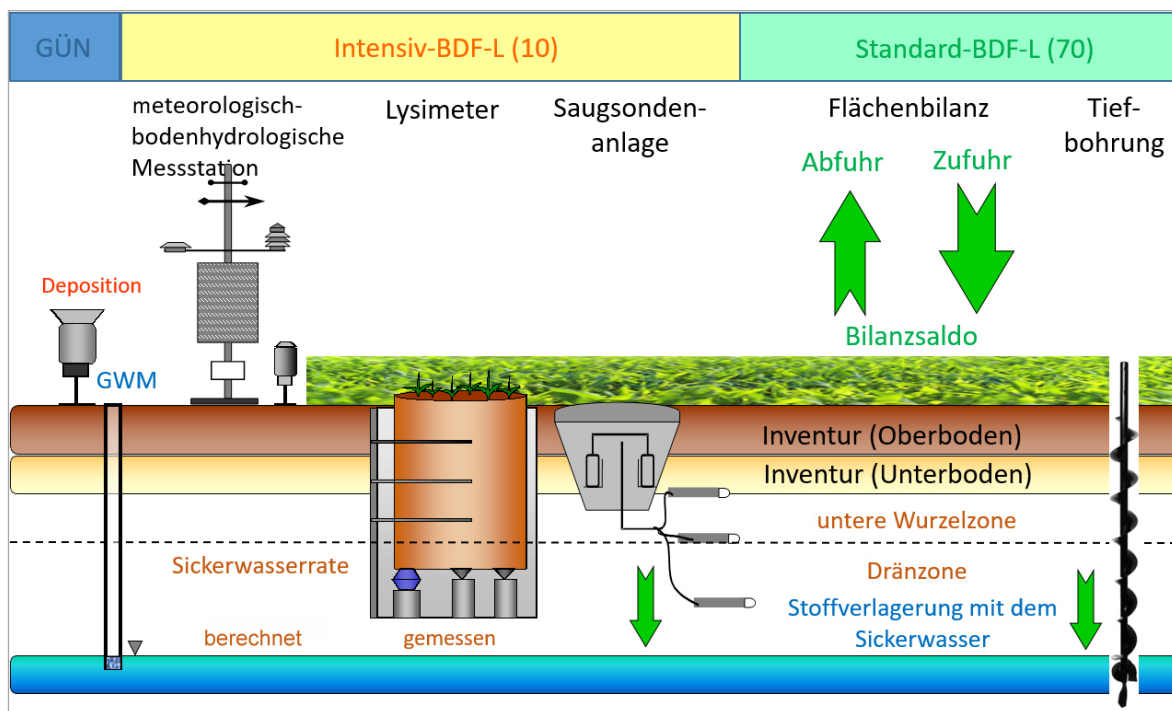 GÜN
Intensiv-BDF-L (10)
Standard-BDF-L (70)
meteorologisch-
bodenhydrologische
Messstation
Lysimeter
Saugsonden-
anlage
Flächenbilanz
Tief-
bohrung
Abfuhr
Zufuhr
Deposition
Bilanzsaldo
GWM
Inventur (Oberboden)
Inventur (Unterboden)
untere Wurzelzone
Sickerwasserrate
Dränzone
Stoffverlagerung mit dem
Sickerwasser
berechnet
gemessen